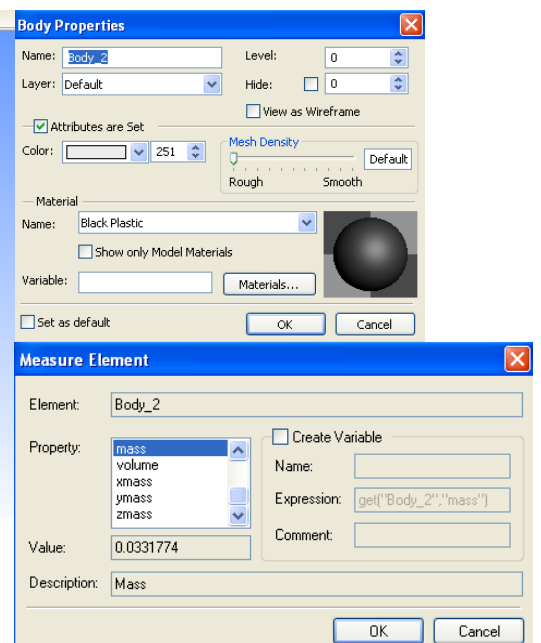 Body Properties
Name: Body_2 Level: 0
Layer: Default Hide: 0
View as Wireframe
Attributes are Set
Color: 251 Mesh Density
Default
Rough Smooth
Material
Name: Black Plastic
Show only Model Materials
Variable: Materials...
Set as default OK Cancel
Measure Element
Element: Body_2
Property: mass
volume
xmass
ymass
zmass
Create Variable
Name:
Expression: get("Body_2","mass")
Comment:
Value: 0.0331774
Description: Mass
OK Cancel